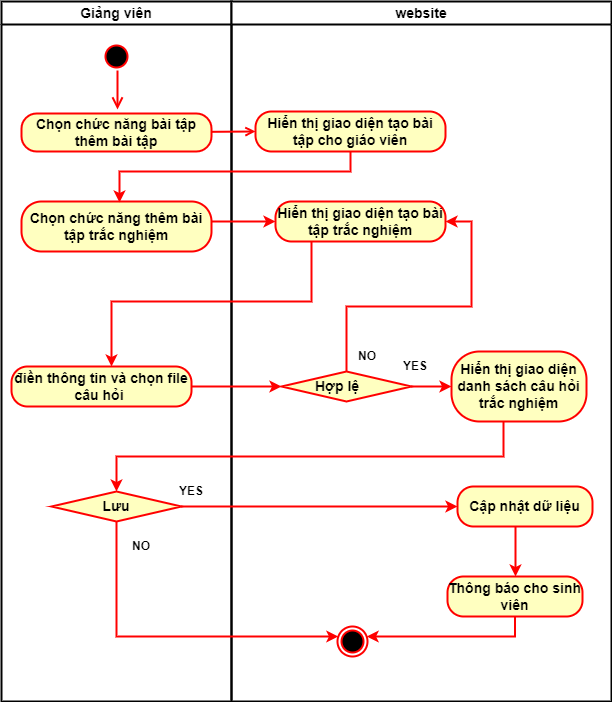 Giảng viên
website
Chọn chức năng bài tập
thêm bài tập
Hiển thị giao diện tạo bài
tập cho giáo viên
Chọn chức năng thêm bài
tập trắc nghiệm
Hiển thị giao diện tạo bài
tập trắc nghiệm
NO
YES
điền thông tin và chọn file
câu hỏi
Hợp lệ
Hiển thị giao diện
danh sách câu hỏi
trắc nghiệm
YES
Lưu
Cập nhật dữ liệu
NO
Thông báo cho sinh
viên